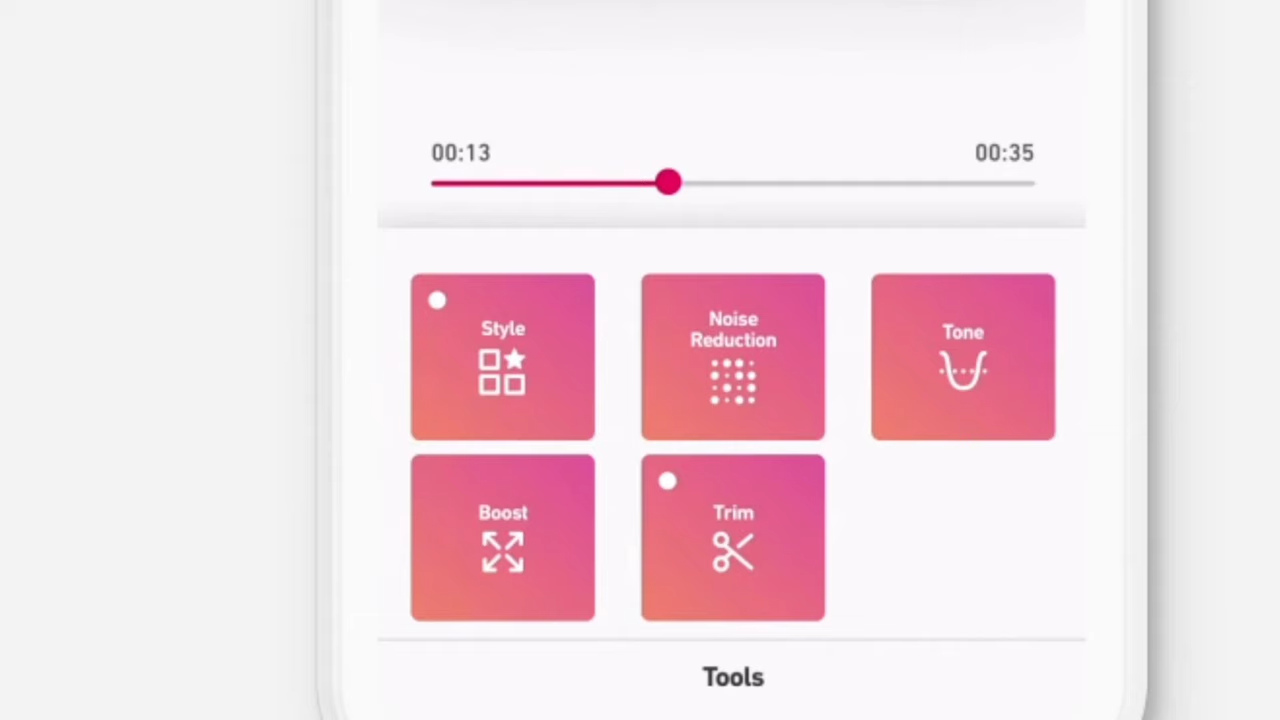 00:13 00:35
Style
Noise
Reduction
Tone
Boost
Trim
Tools